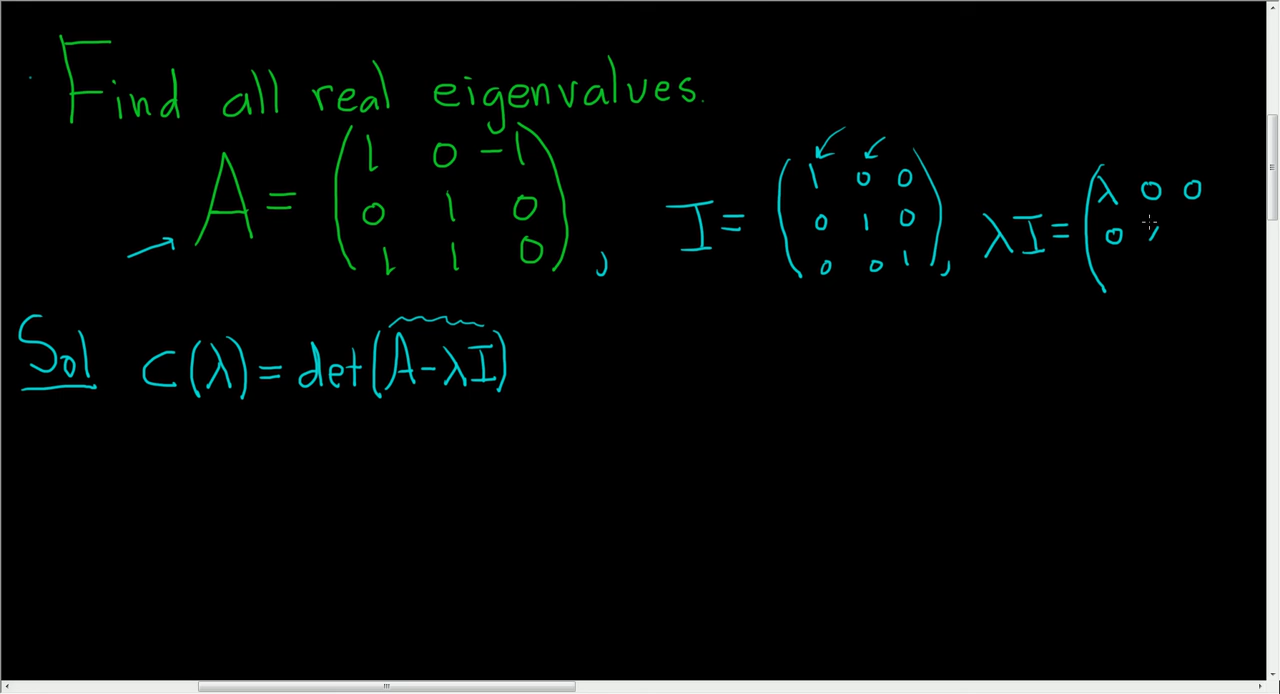 Find all real eigenvalues.
A = ( 1 0 -1
0 1 0
1 1 0 ) ,
I = ( 1 0 0
0 1 0
0 0 1 ) ,
λI = ( λ 0 0
0
Sol C(λ) = det(A - λI)